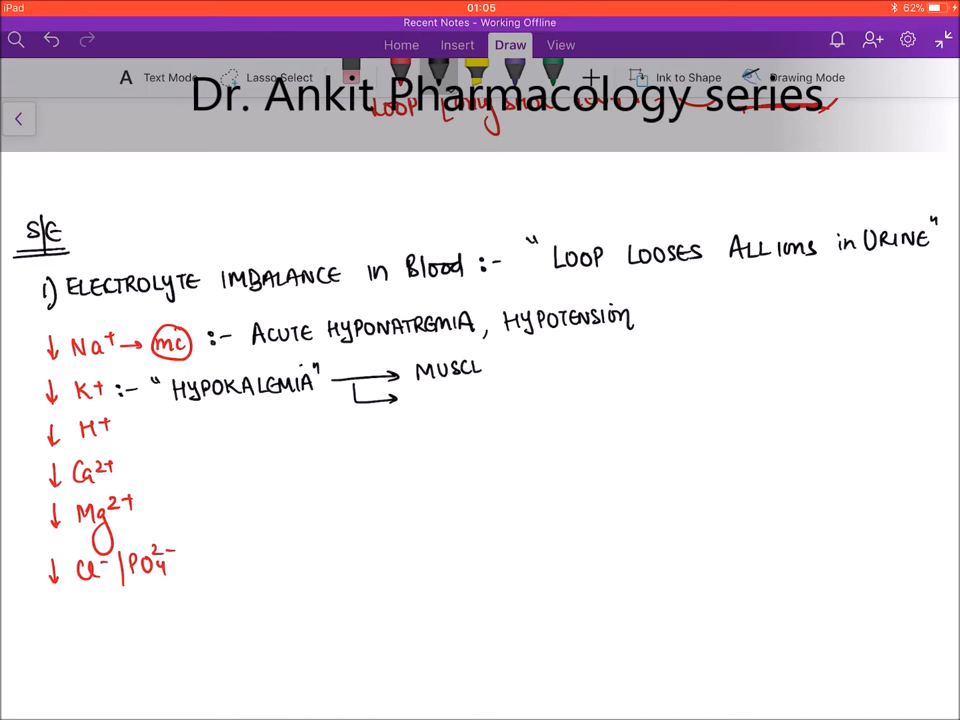 iPad 01:05 62%
Recent Notes - Working Offline
Home Insert Draw View
Text Mode Lasso Select Ink to Shape Drawing Mode
Dr. Ankit Pharmacology series
LOOP
S/E
1) ELECTROLYTE IMBALANCE in Blood :- "LOOP LOOSES ALL IONS in URINE"
↓ Na+ → mc :- ACUTE HYPONATREMIA, HYPOTENSION
↓ K+ :- "HYPOKALEMIA" → MUSCL
↓ H+
↓ Ca2+
↓ Mg2+
↓ Cl-/PO42-